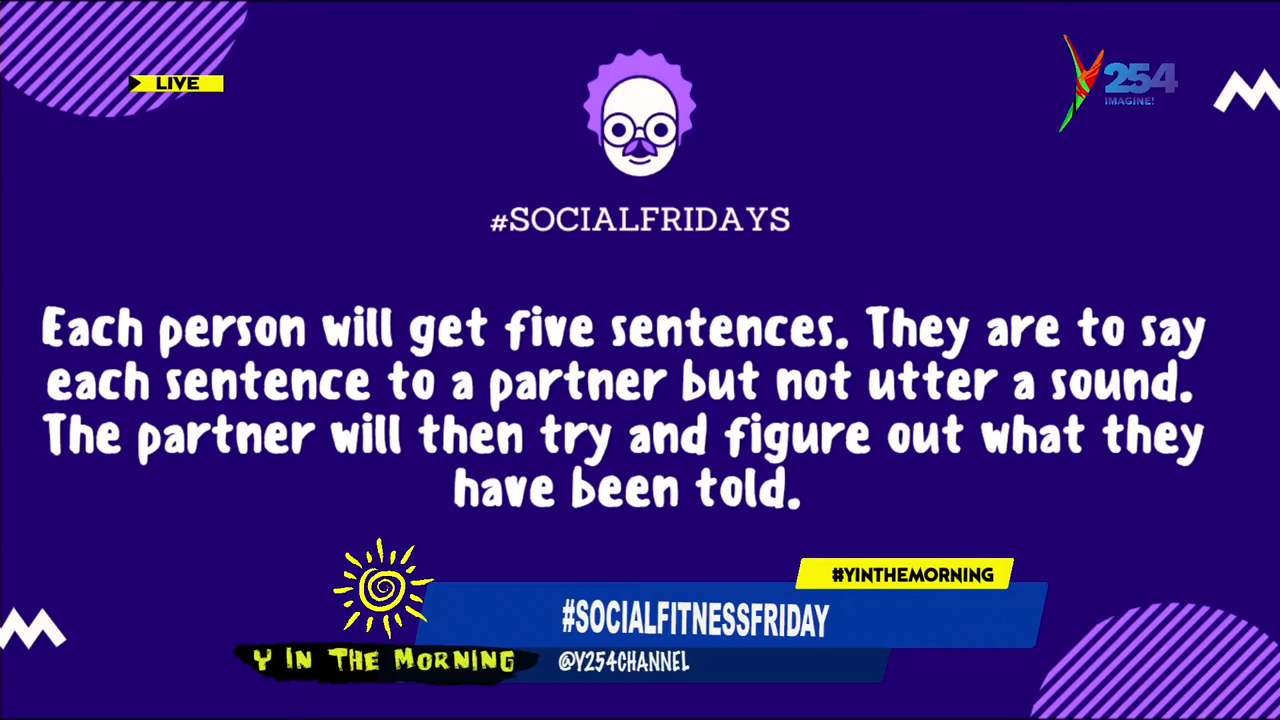 LIVE
254
IMAGINE!
#SOCIALFRIDAYS
Each person will get five sentences. They are to say
each sentence to a partner but not utter a sound.
The partner will then try and figure out what they
have been told.
#YINTHEMORNING
#SOCIALFITNESSFRIDAY
Y IN THE MORNING
@Y254CHANNEL